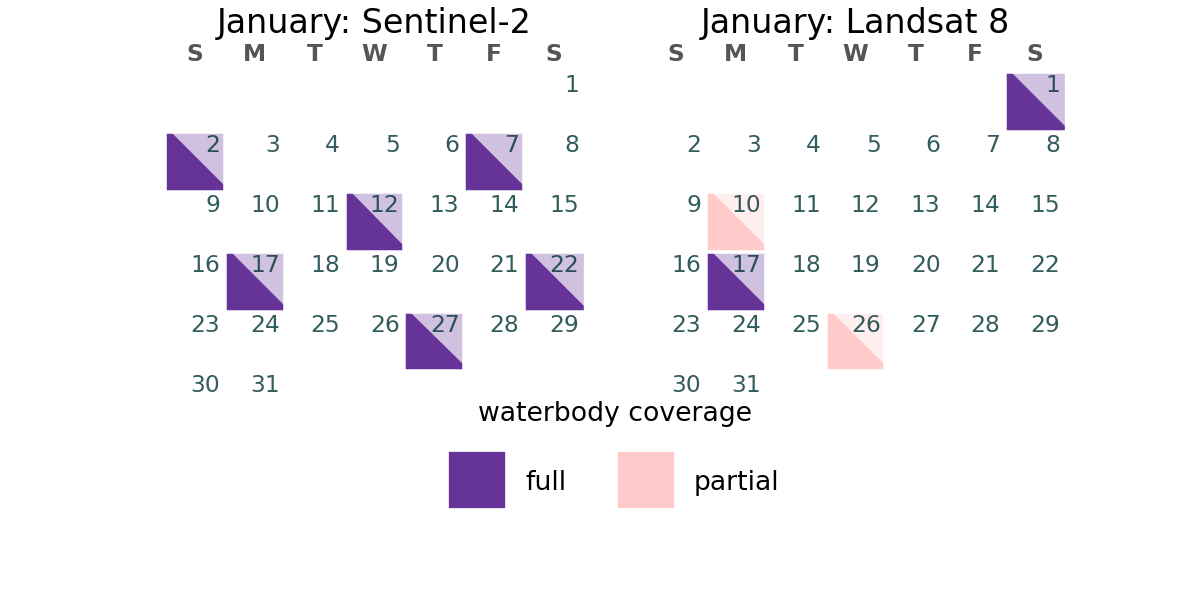 January: Sentinel-2
S M T W T F S
1
2 3 4 5 6 7 8
9 10 11 12 13 14 15
16 17 18 19 20 21 22
23 24 25 26 27 28 29
30 31
January: Landsat 8
S M T W T F S
1
2 3 4 5 6 7 8
9 10 11 12 13 14 15
16 17 18 19 20 21 22
23 24 25 26 27 28 29
30 31
waterbody coverage
full
partial